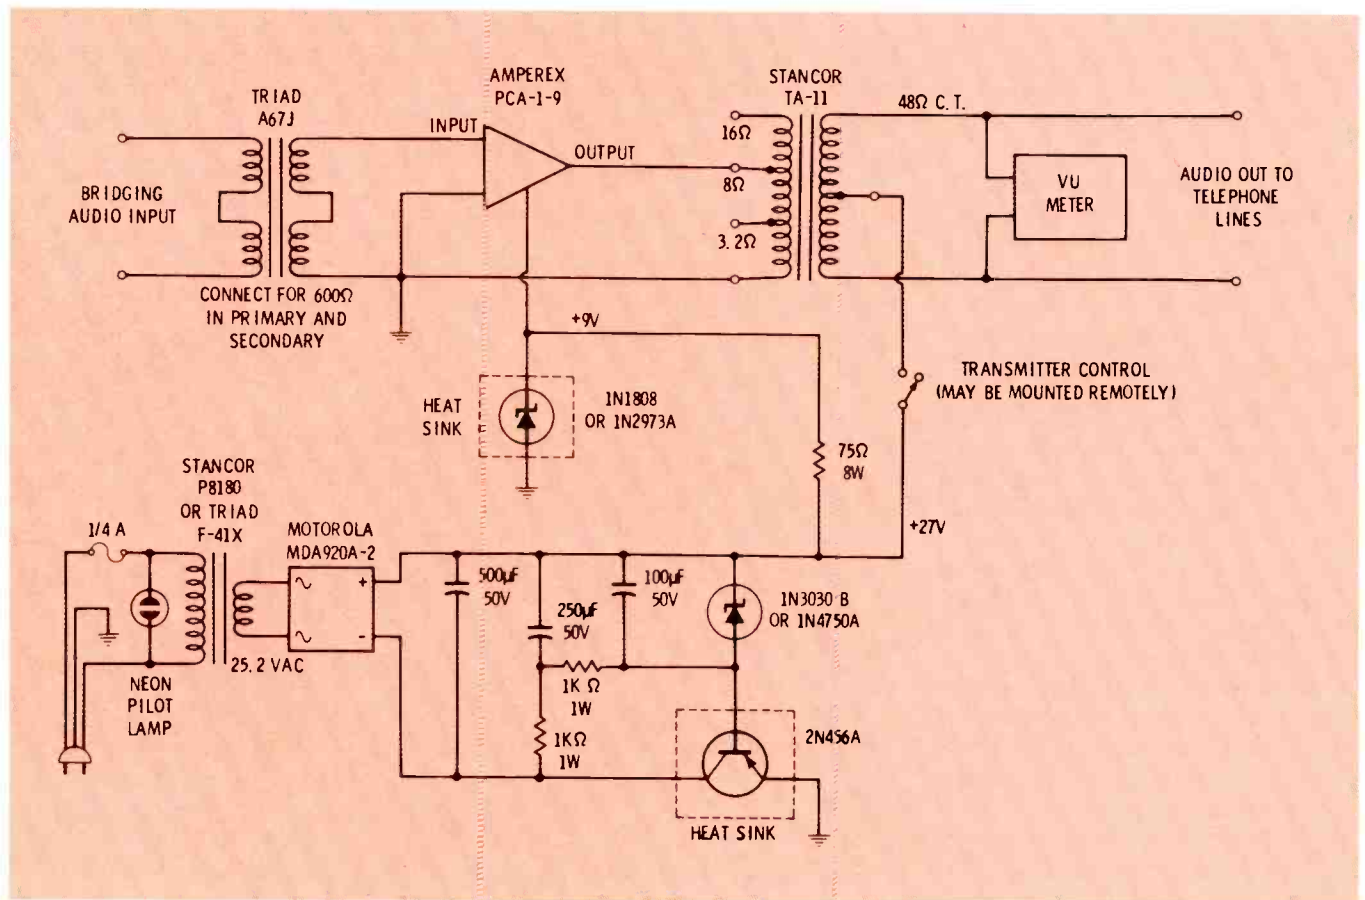 AMPEREX
PCA-1-9
STANCOR
TA-11
TRIAD
A67J
48Ω C. T.
INPUT
16Ω
OUTPUT
8Ω
BRIDGING
AUDIO INPUT
VU
METER
AUDIO OUT TO
TELEPHONE
LINES
3.2Ω
CONNECT FOR 600Ω
IN PRIMARY AND
SECONDARY
+9V
TRANSMITTER CONTROL
(MAY BE MOUNTED REMOTELY)
HEAT
SINK
1N1808
OR 1N2973A
75Ω
8W
STANCOR
P8180
OR TRIAD
F-41X
1/4 A
MOTOROLA
MDA920A-2
+27V
+
-
500µF
50V
250µF
50V
100µF
50V
1N3030 B
OR 1N4750A
25.2 VAC
NEON
PILOT
LAMP
1K Ω
1W
1KΩ
1W
2N456A
HEAT SINK